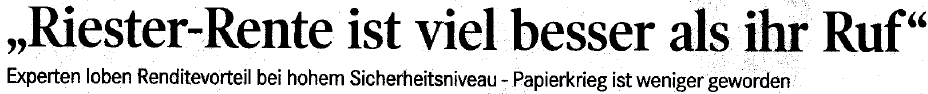 „Riester-Rente ist viel besser als ihr Ruf“
Experten loben Renditevorteil bei hohem Sicherheitsniveau - Papierkrieg ist weniger geworden